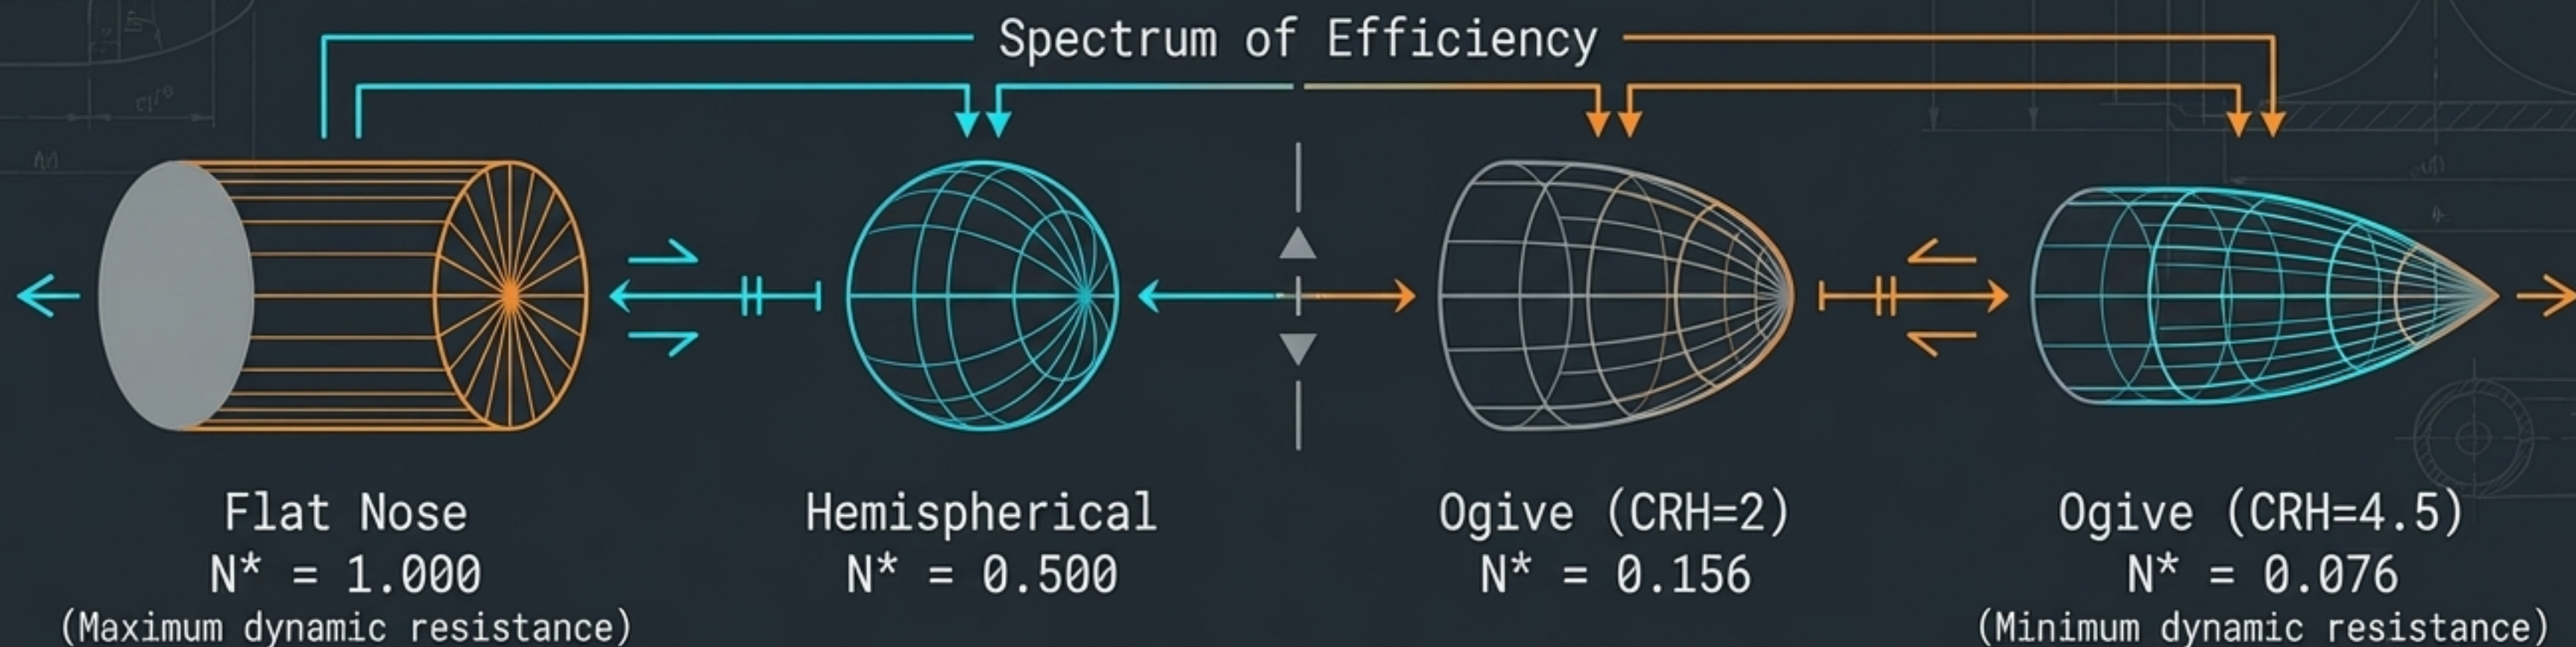 Spectrum of Efficiency
Flat Nose
N* = 1.000
(Maximum dynamic resistance)
Hemispherical
N* = 0.500
Ogive (CRH=2)
N* = 0.156
Ogive (CRH=4.5)
N* = 0.076
(Minimum dynamic resistance)